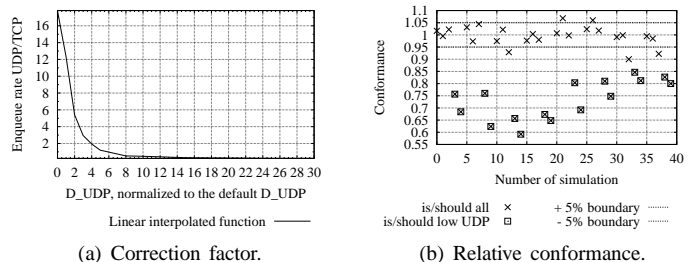 16
14
12
10
8
6
4
2
Enqueue rate UDP/TCP
0 2 4 6 8 10 12 14 16 18 20 22 24 26 28 30
D_UDP, normalized to the default D_UDP
Linear interpolated function
(a) Correction factor.
1.1
1.05
1
0.95
0.9
0.85
0.8
0.75
0.7
0.65
0.6
0.55
Conformance
0 5 10 15 20 25 30 35 40
Number of simulation
is/should all
is/should low UDP
+ 5% boundary
- 5% boundary
(b) Relative conformance.